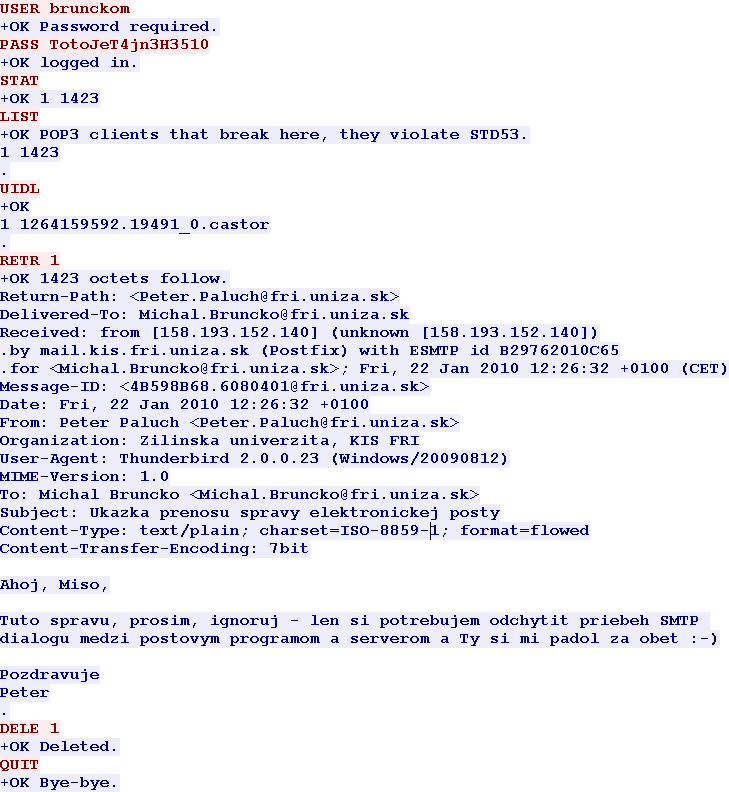 USER brunckom
+OK Password required.
PASS TotoJeT4jn3H3510
+OK logged in.
STAT
+OK 1 1423
LIST
+OK POP3 clients that break here, they violate STD53.
1 1423
.
UIDL
+OK
1 1264159592.19491_0.castor
.
RETR 1
+OK 1423 octets follow.
Return-Path: <Peter.Paluch@fri.uniza.sk>
Delivered-To: Michal.Bruncko@fri.uniza.sk
Received: from [158.193.152.140] (unknown [158.193.152.140])
.by mail.kis.fri.uniza.sk (Postfix) with ESMTP id B29762010C65
.for <Michal.Bruncko@fri.uniza.sk>; Fri, 22 Jan 2010 12:26:32 +0100 (CET)
Message-ID: <4B598B68.6080401@fri.uniza.sk>
Date: Fri, 22 Jan 2010 12:26:32 +0100
From: Peter Paluch <Peter.Paluch@fri.uniza.sk>
Organization: Zilinska univerzita, KIS FRI
User-Agent: Thunderbird 2.0.0.23 (Windows/20090812)
MIME-Version: 1.0
To: Michal Bruncko <Michal.Bruncko@fri.uniza.sk>
Subject: Ukazka prenosu spravy elektronickej posty
Content-Type: text/plain; charset=ISO-8859-1; format=flowed
Content-Transfer-Encoding: 7bit

Ahoj, Miso,

Tuto spravu, prosim, ignoruj - len si potrebujem odchytit priebeh SMTP
dialogu medzi postovym programom a serverom a Ty si mi padol za obet :-)

Pozdravuje
Peter
.
DELE 1
+OK Deleted.
QUIT
+OK Bye-bye.